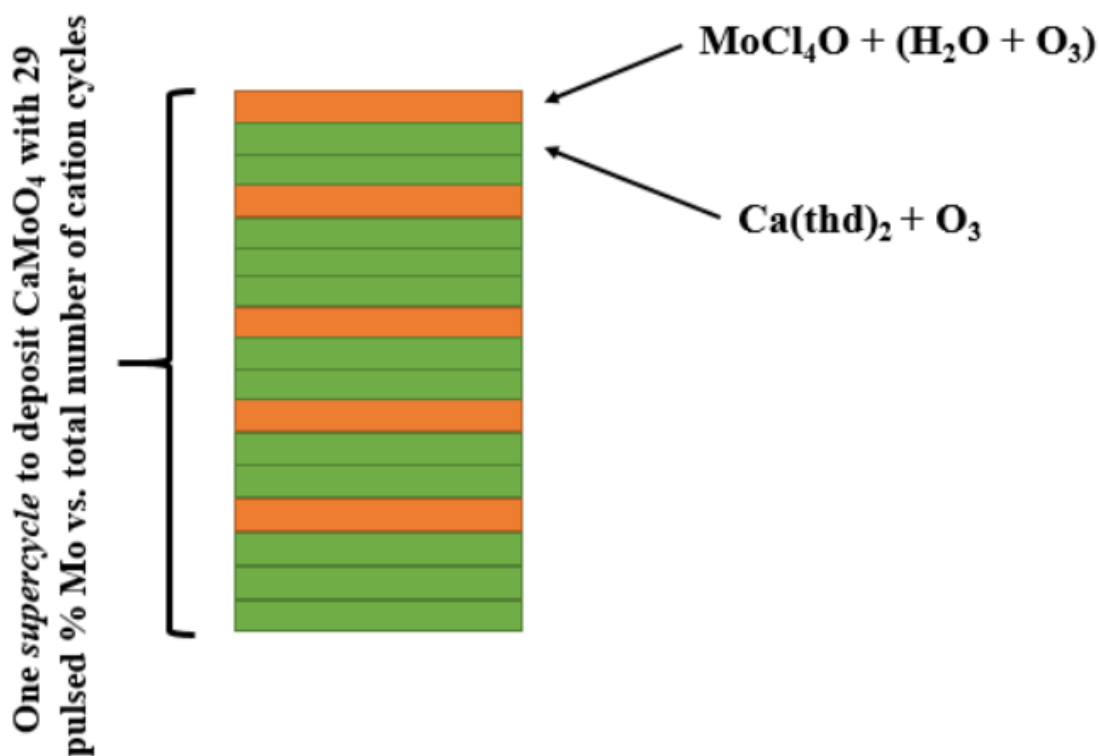 One supercycle to deposit CaMoO₄ with 29
pulsed % Mo vs. total number of cation cycles
MoCl₄O + (H₂O + O₃)
Ca(thd)₂ + O₃